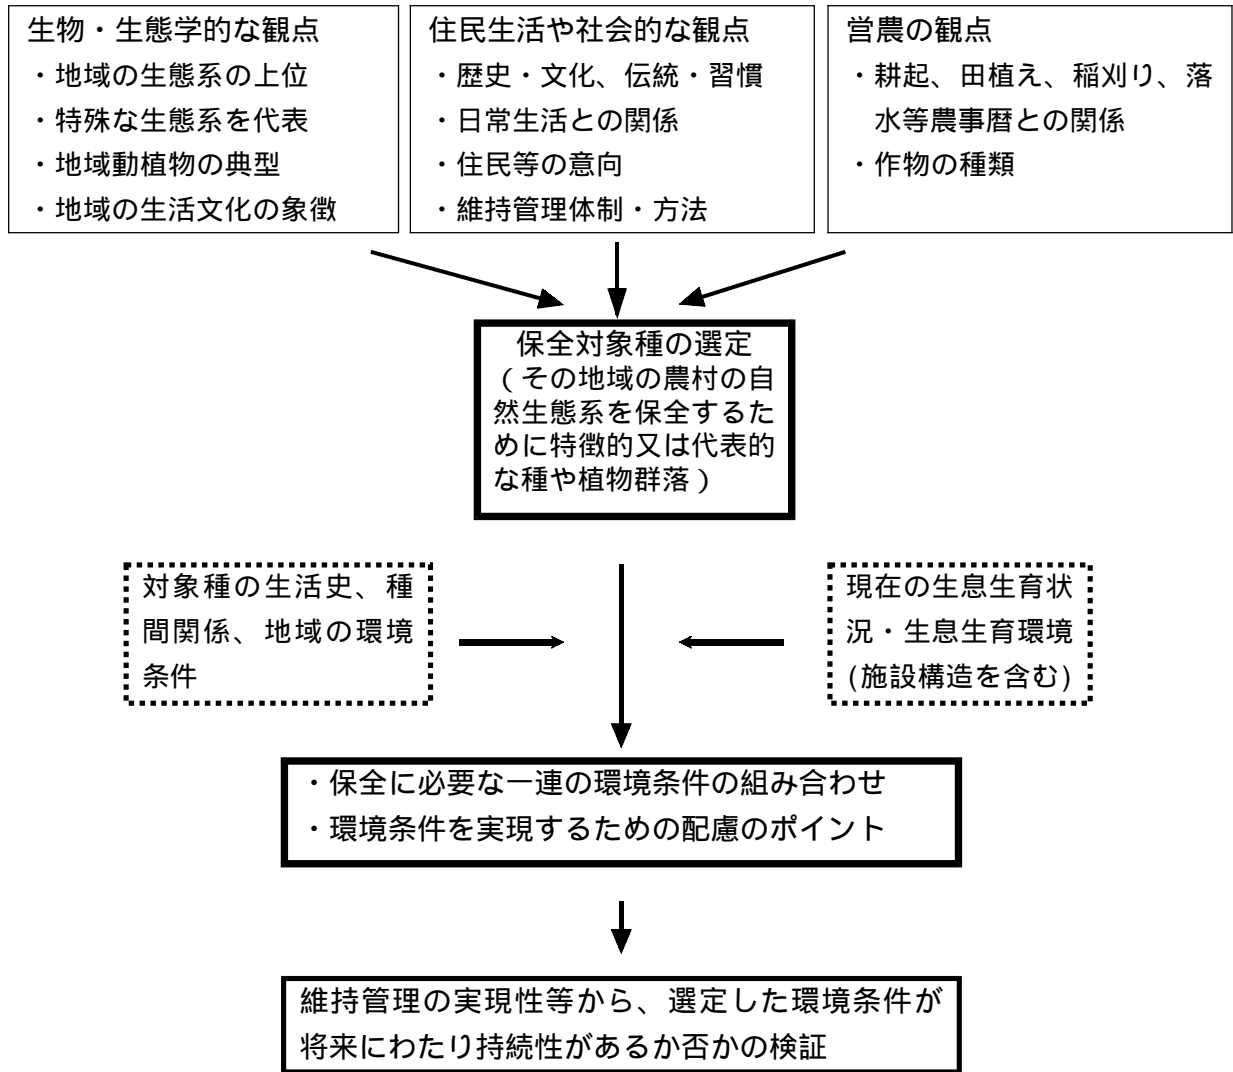 生物・生態学的な観点
・地域の生態系の上位
・特殊な生態系を代表
・地域動植物の典型
・地域の生活文化の象徴
住民生活や社会的な観点
・歴史・文化、伝統・習慣
・日常生活との関係
・住民等の意向
・維持管理体制・方法
営農の観点
・耕起、田植え、稲刈り、落
水等農事暦との関係
・作物の種類
保全対象種の選定
（その地域の農村の自
然生態系を保全するた
めに特徴的又は代表的
な種や植物群落）
対象種の生活史、種
間関係、地域の環境
条件
現在の生息生育状
況・生息生育環境
(施設構造を含む)
・保全に必要な一連の環境条件の組み合わせ
・環境条件を実現するための配慮のポイント
維持管理の実現性等から、選定した環境条件が
将来にわたり持続性があるか否かの検証